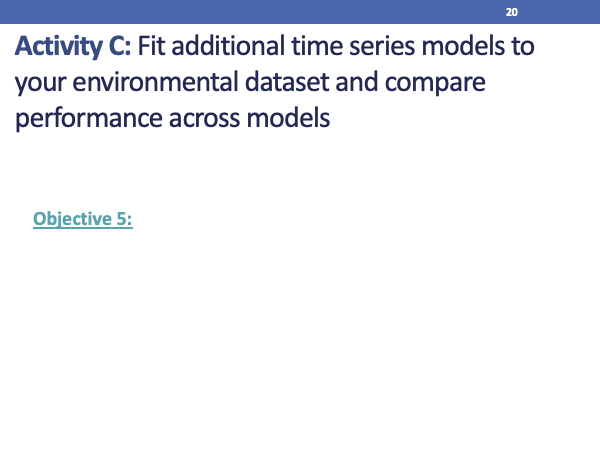 20
Activity C: Fit additional time series models to
your environmental dataset and compare
performance across models
Objective 5: